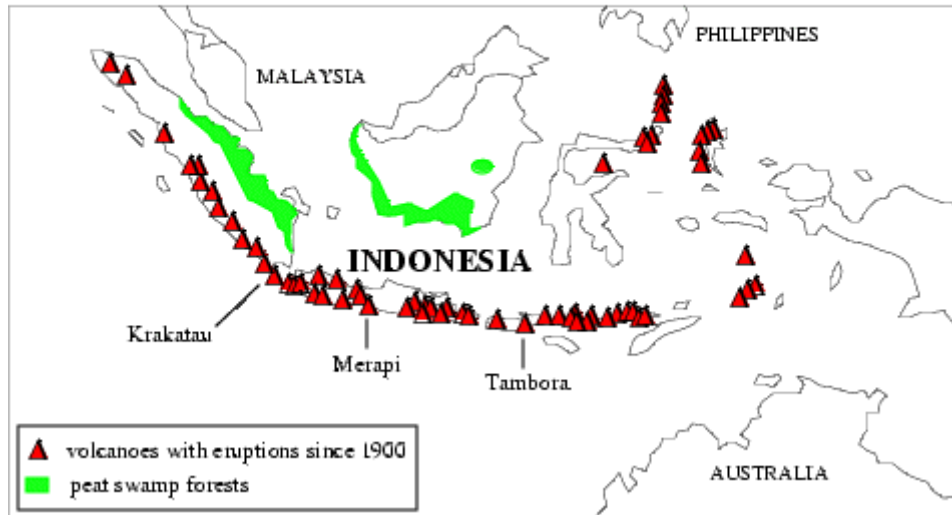 PHILIPPINES
MALAYSIA
INDONESIA
Krakatau
Merapi
Tambora
volcanoes with eruptions since 1900
peat swamp forests
AUSTRALIA